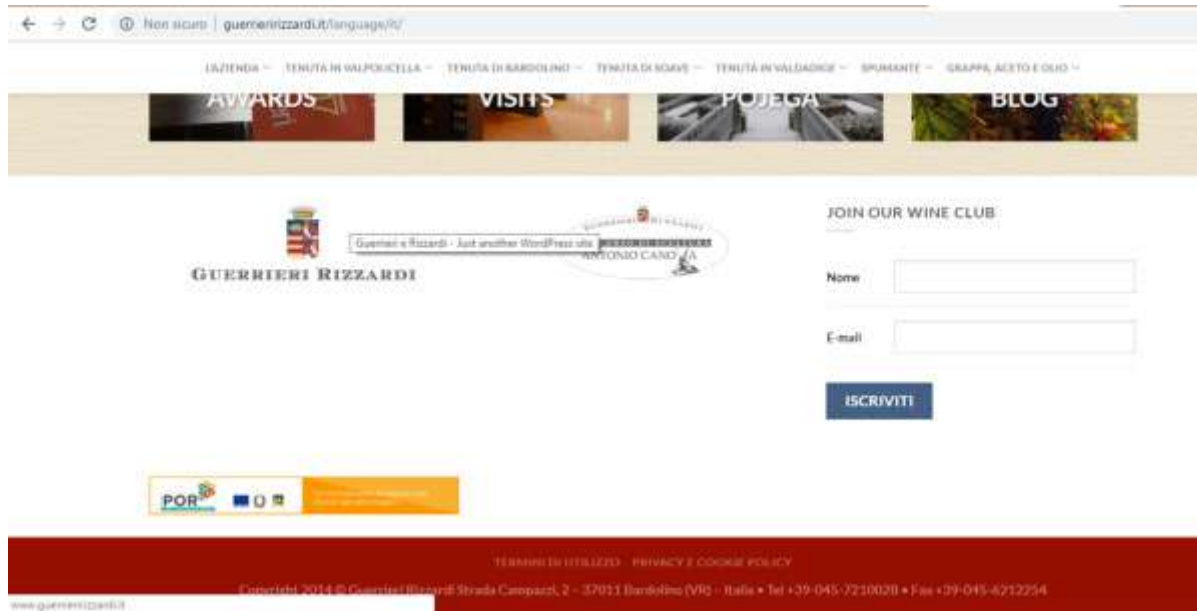 Non sicuro | guerrieririzzardi.it/language/it/
L'AZIENDA TENUTA IN VALPOLICELLA TENUTA DI BARDOLINO TENUTA DI SOAVE TENUTA IN VALDADIGE SPUMANTE GRAPPA, ACETO E OLIO
AWARDS VISITS POJEGA BLOG
JOIN OUR WINE CLUB
GUERRIERI RIZZARDI
Guerrieri e Rizzardi - Just another WordPress site
ANTONIO CANOVA
Nome
E-mail
ISCRIVITI
POR
TERMINI DI UTILIZZO PRIVACY E COOKIE POLICY
Copyright 2014 © Guerrieri Rizzardi Strada Campazzi, 2 – 37011 Bardolino (VR) – Italia • Tel +39-045-7210028 • Fax +39-045-6212254
www.guerrieririzzardi.it